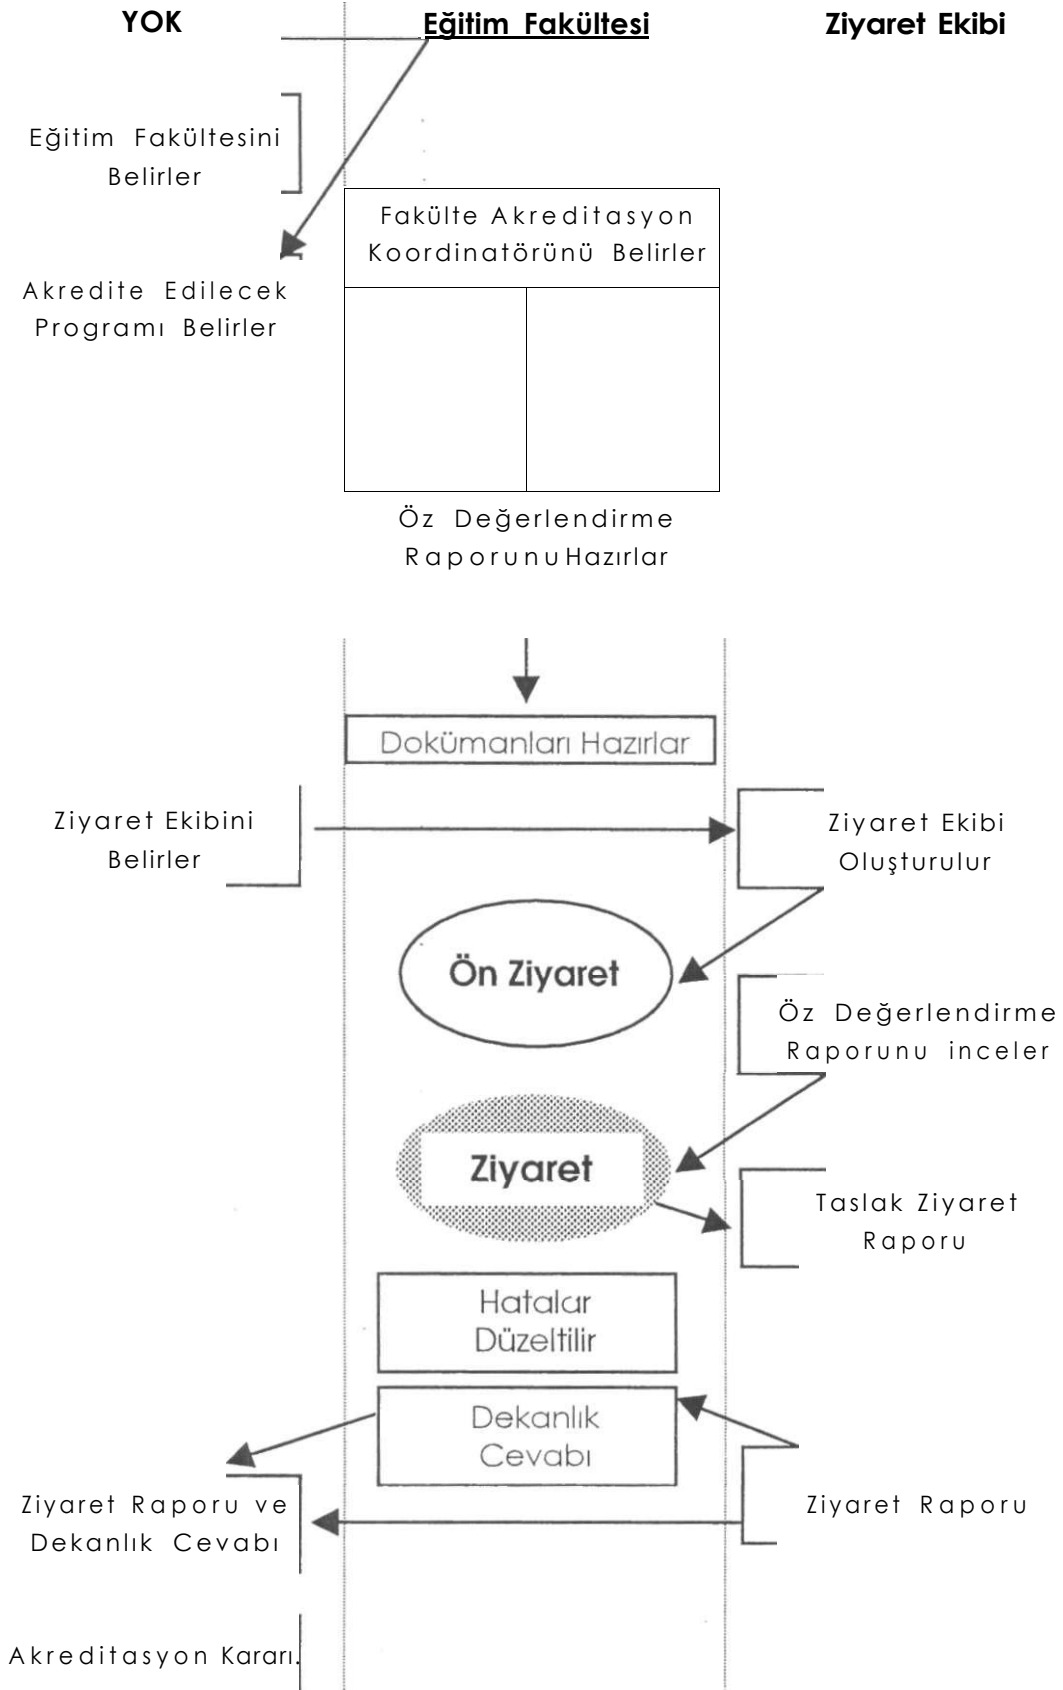 YOK
Eğitim Fakültesi
Ziyaret Ekibi
Eğitim Fakültesini
Belirler
Fakülte Akreditasyon
Koordinatörünü Belirler
Akredite Edilecek
Programı Belirler
Öz Değerlendirme
Raporunu Hazırlar
Dokümanları Hazırlar
Ziyaret Ekibini
Belirler
Ziyaret Ekibi
Oluşturulur
Ön Ziyaret
Öz Değerlendirme
Raporunu inceler
Ziyaret
Taslak Ziyaret
Raporu
Hatalar
Düzeltilir
Dekanlık
Cevabı
Ziyaret Raporu ve
Dekanlık Cevabı
Ziyaret Raporu
Akreditasyon Kararı.